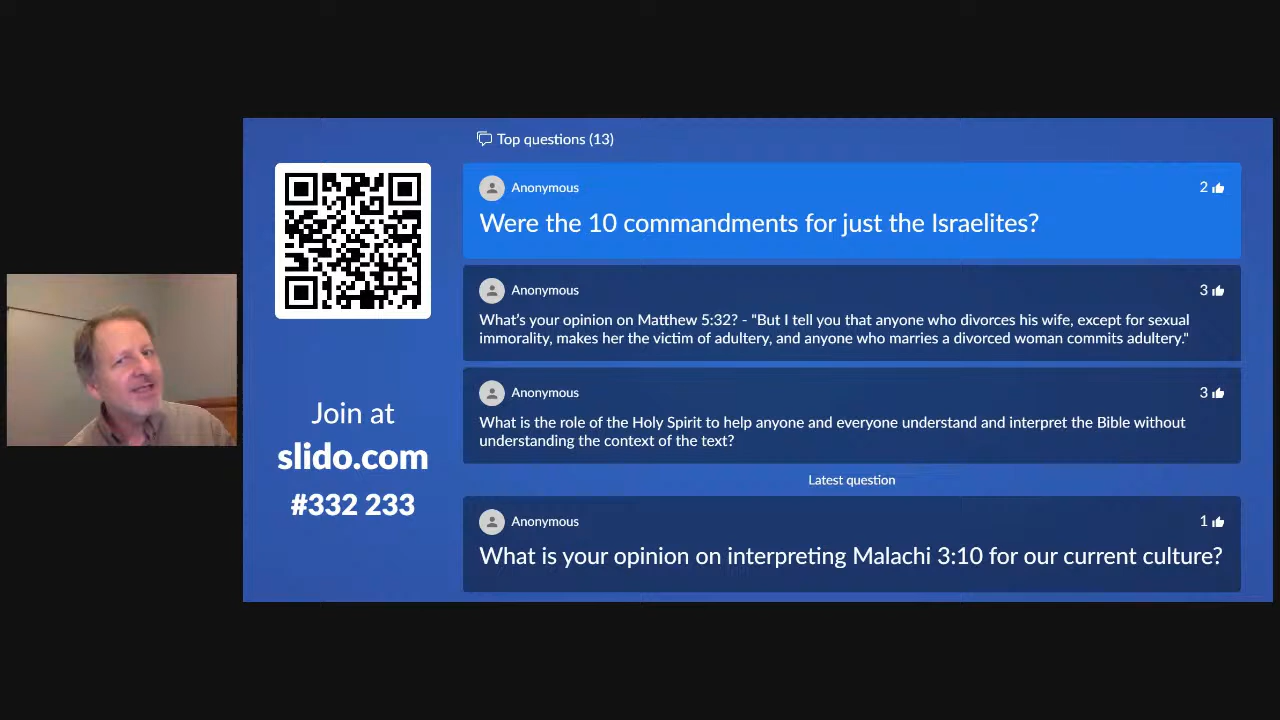 Top questions (13)
Anonymous
2
Were the 10 commandments for just the Israelites?
Anonymous
3
What's your opinion on Matthew 5:32? - "But I tell you that anyone who divorces his wife, except for sexual
immorality, makes her the victim of adultery, and anyone who marries a divorced woman commits adultery."
Anonymous
3
What is the role of the Holy Spirit to help anyone and everyone understand and interpret the Bible without
understanding the context of the text?
Join at
slido.com
#332 233
Latest question
Anonymous
1
What is your opinion on interpreting Malachi 3:10 for our current culture?